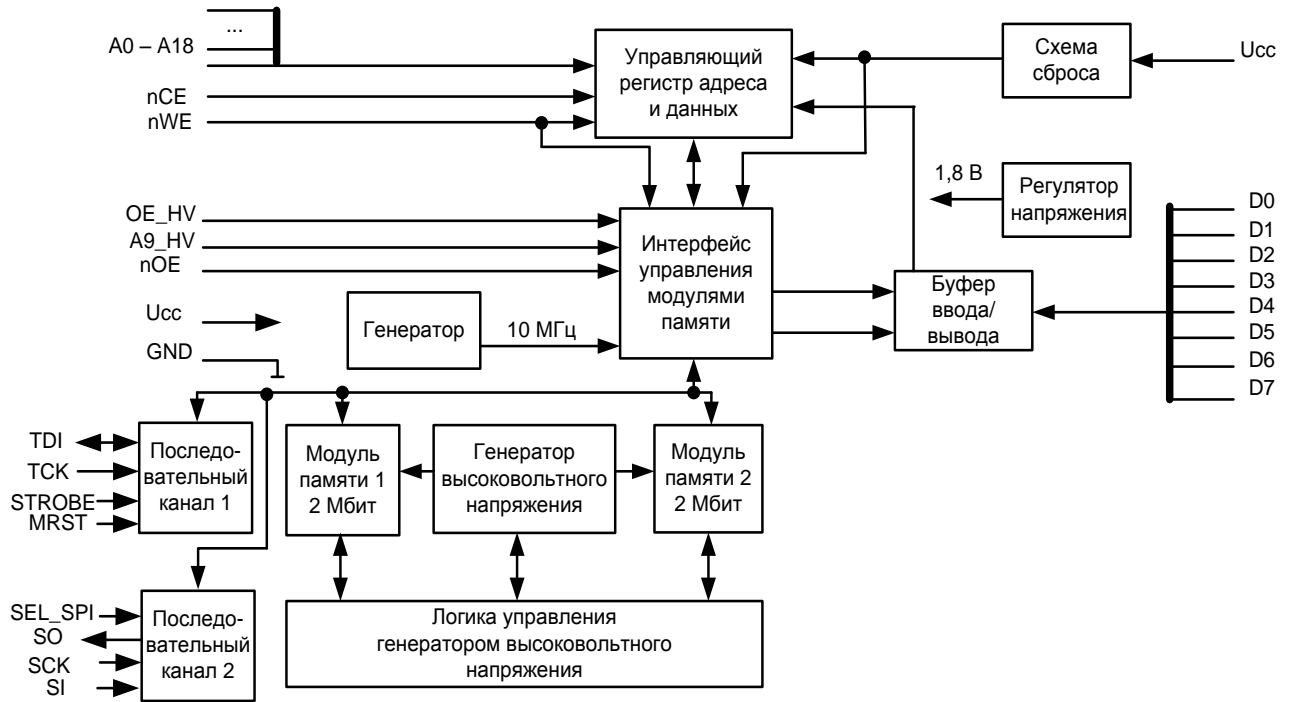 ...
A0 – A18
nCE
nWE
Управляющий
регистр адреса
и данных
Схема
сброса
Ucc
1,8 В
Регулятор
напряжения
OE_HV
A9_HV
nOE
Интерфейс
управления
модулями
памяти
Буфер
ввода/
вывода
D0
D1
D2
D3
D4
D5
D6
D7
Ucc
GND
Генератор
10 МГц
TDI
TCK
STROBE
MRST
Последо-
вательный
канал 1
Модуль
памяти 1
2 Мбит
Генератор
высоковольтного
напряжения
Модуль
памяти 2
2 Мбит
SEL_SPI
SO
SCK
SI
Последо-
вательный
канал 2
Логика управления
генератором высоковольтного
напряжения